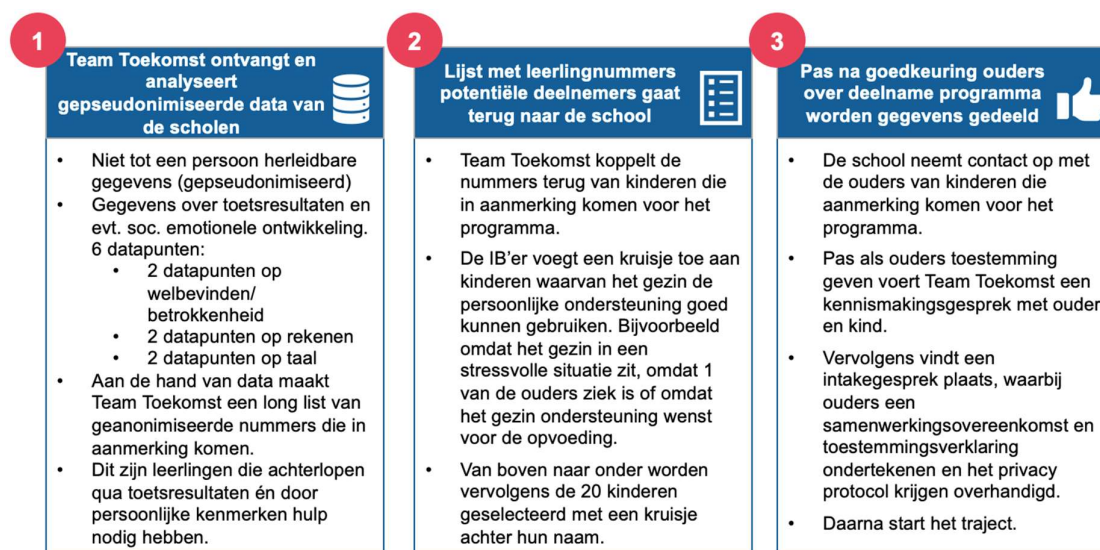 1
Team Toekomst ontvangt en
analyseert
gepseudonimiseerde data van
de scholen
• Niet tot een persoon herleidbare
gegevens (gepseudonimiseerd)
• Gegevens over toetsresultaten en
evt. soc. emotionele ontwikkeling.
6 datapunten:
• 2 datapunten op
welbevinden/
betrokkenheid
• 2 datapunten op rekenen
• 2 datapunten op taal
• Aan de hand van data maakt
Team Toekomst een long list van
geanonimiseerde nummers die in
aanmerking komen.
• Dit zijn leerlingen die achterlopen
qua toetsresultaten én door
persoonlijke kenmerken hulp
nodig hebben.
2
Lijst met leerlingnummers
potentiële deelnemers gaat
terug naar de school
• Team Toekomst koppelt de
nummers terug van kinderen die
in aanmerking komen voor het
programma.
• De IB’er voegt een kruisje toe aan
kinderen waarvan het gezin de
persoonlijke ondersteuning goed
kunnen gebruiken. Bijvoorbeeld
omdat het gezin in een
stressvolle situatie zit, omdat 1
van de ouders ziek is of omdat
het gezin ondersteuning wenst
voor de opvoeding.
• Van boven naar onder worden
vervolgens de 20 kinderen
geselecteerd met een kruisje
achter hun naam.
3
Pas na goedkeuring ouders
over deelname programma
worden gegevens gedeeld
• De school neemt contact op met
de ouders van kinderen die
aanmerking komen voor het
programma.
• Pas als ouders toestemming
geven voert Team Toekomst een
kennismakingsgesprek met ouder
en kind.
• Vervolgens vindt een
intakegesprek plaats, waarbij
ouders een
samenwerkingsovereenkomst en
toestemmingsverklaring
ondertekenen en het privacy
protocol krijgen overhandigd.
• Daarna start het traject.